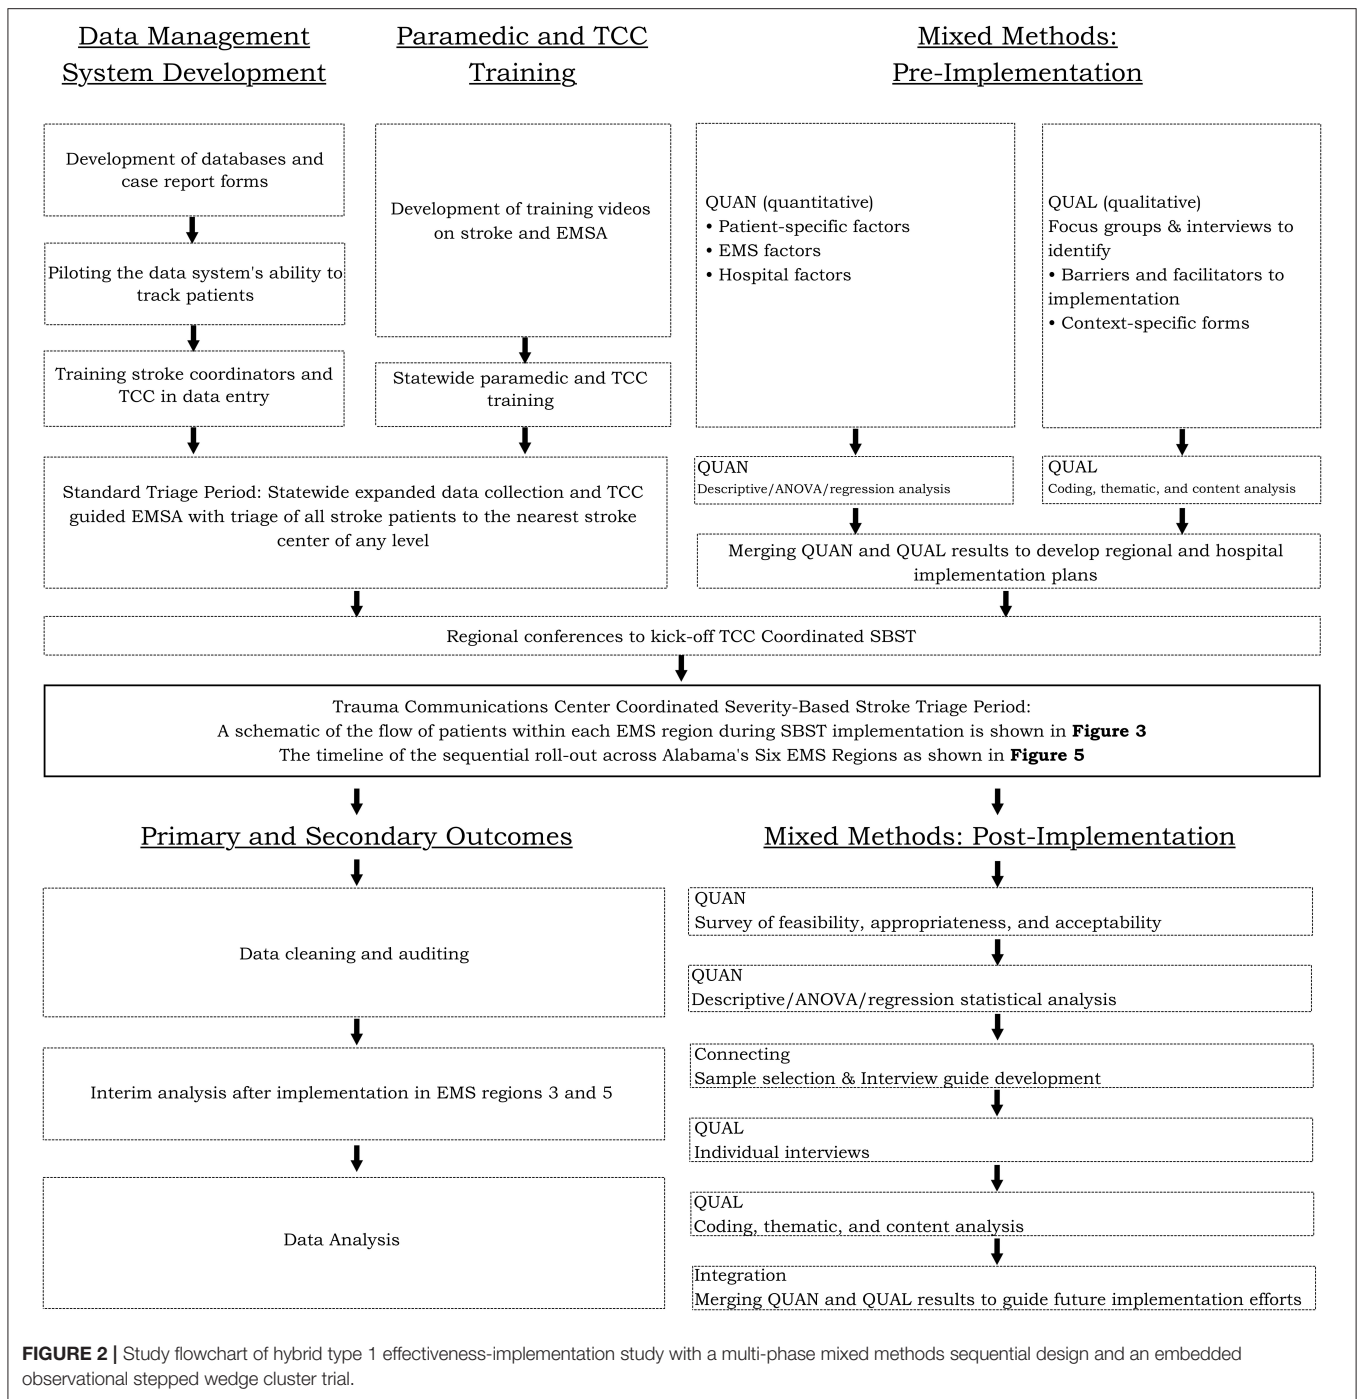 Data Management
System Development
Paramedic and TCC
Training
Mixed Methods:
Pre-Implementation
Development of databases and
case report forms
Piloting the data system's ability to
track patients
Training stroke coordinators and
TCC in data entry
Development of training videos
on stroke and EMSA
Statewide paramedic and TCC
training
Standard Triage Period: Statewide expanded data collection and TCC
guided EMSA with triage of all stroke patients to the nearest stroke
center of any level
QUAN (quantitative)
• Patient-specific factors
• EMS factors
• Hospital factors
QUAL (qualitative)
Focus groups & interviews to
identify
• Barriers and facilitators to
implementation
• Context-specific forms
QUAN
Descriptive/ANOVA/regression analysis
QUAL
Coding, thematic, and content analysis
Merging QUAN and QUAL results to develop regional and hospital
implementation plans
Regional conferences to kick-off TCC Coordinated SBST
Trauma Communications Center Coordinated Severity-Based Stroke Triage Period:
A schematic of the flow of patients within each EMS region during SBST implementation is shown in Figure 3
The timeline of the sequential roll-out across Alabama's Six EMS Regions as shown in Figure 5
Primary and Secondary Outcomes
Data cleaning and auditing
Interim analysis after implementation in EMS regions 3 and 5
Data Analysis
Mixed Methods: Post-Implementation
QUAN
Survey of feasibility, appropriateness, and acceptability
QUAN
Descriptive/ANOVA/regression statistical analysis
Connecting
Sample selection & Interview guide development
QUAL
Individual interviews
QUAL
Coding, thematic, and content analysis
Integration
Merging QUAN and QUAL results to guide future implementation efforts
FIGURE 2 | Study flowchart of hybrid type 1 effectiveness-implementation study with a multi-phase mixed methods sequential design and an embedded
observational stepped wedge cluster trial.